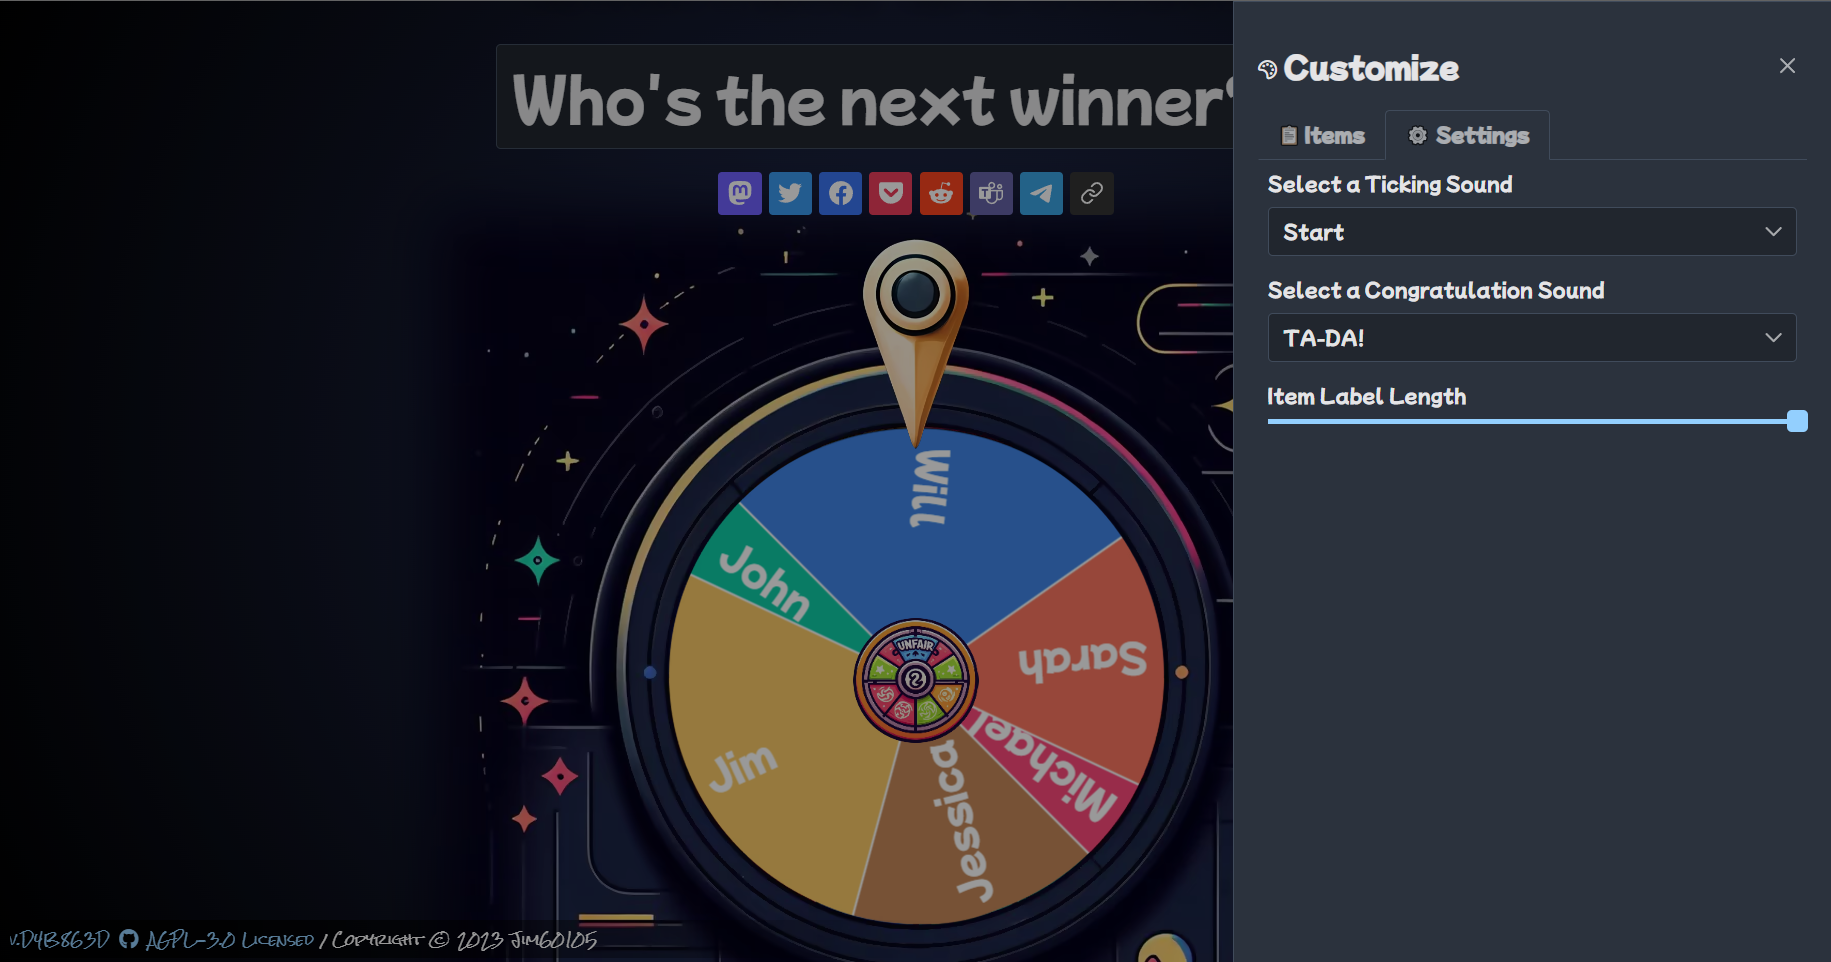 Who's the next winner?
Customize
Items
Settings
Select a Ticking Sound
Start
Select a Congratulation Sound
TA-DA!
Item Label Length
Will
John
Sarah
UNFAIR
Michael
Jim
Jessica
v.D4B863D AGPL-3.0 Licensed / Copyright © 2023 Jim60105